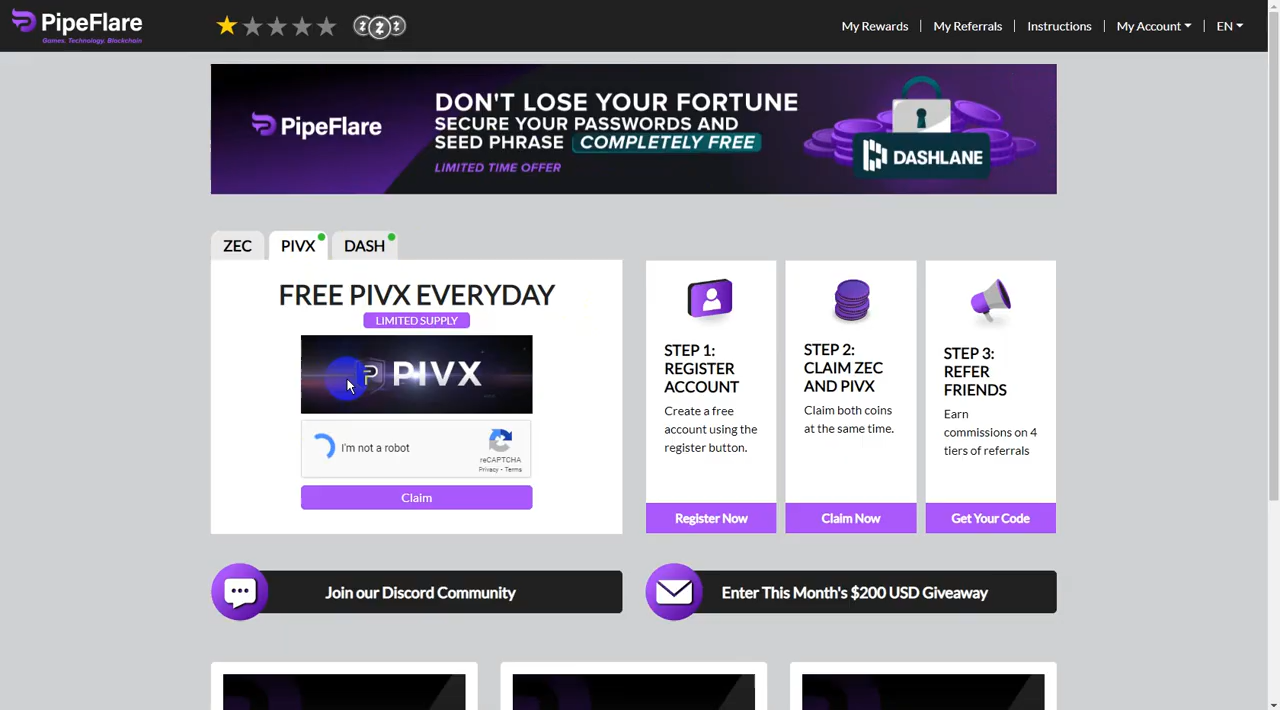 PipeFlare
Games. Technology. Blockchain
My Rewards
My Referrals
Instructions
My Account
EN
PipeFlare
DON'T LOSE YOUR FORTUNE
SECURE YOUR PASSWORDS AND
SEED PHRASE COMPLETELY FREE
LIMITED TIME OFFER
DASHLANE
ZEC
PIVX
DASH
FREE PIVX EVERYDAY
LIMITED SUPPLY
PIVX
I'm not a robot
reCAPTCHA
Privacy - Terms
Claim
STEP 1:
REGISTER
ACCOUNT
Create a free
account using the
register button.
Register Now
STEP 2:
CLAIM ZEC
AND PIVX
Claim both coins
at the same time.
Claim Now
STEP 3:
REFER
FRIENDS
Earn
commissions on 4
tiers of referrals
Get Your Code
Join our Discord Community
Enter This Month's $200 USD Giveaway